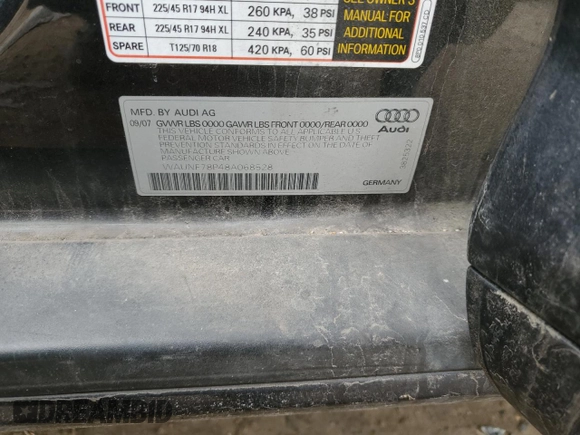 FRONT 225/45 R17 94H XL 260 KPA, 38 PSI
REAR 225/45 R17 94H XL 240 KPA, 35 PSI
SPARE T125/70 R18 420 KPA, 60 PSI
SEE OWNER'S
MANUAL FOR
ADDITIONAL
INFORMATION
MFD BY AUDI AG
09/07 GVWR LBS 0000 GAWR LBS FRONT 0000/REAR 0000
THIS VEHICLE CONFORMS TO ALL APPLICABLE U.S.
FEDERAL MOTOR VEHICLE SAFETY BUMPER AND THEFT
PREVENTION STANDARDS IN EFFECT ON THE DATE OF
MANUFACTURE SHOWN ABOVE.
PASSENGER CAR
WAUNF78P48A068528
Audi
GERMANY
DREAMBID